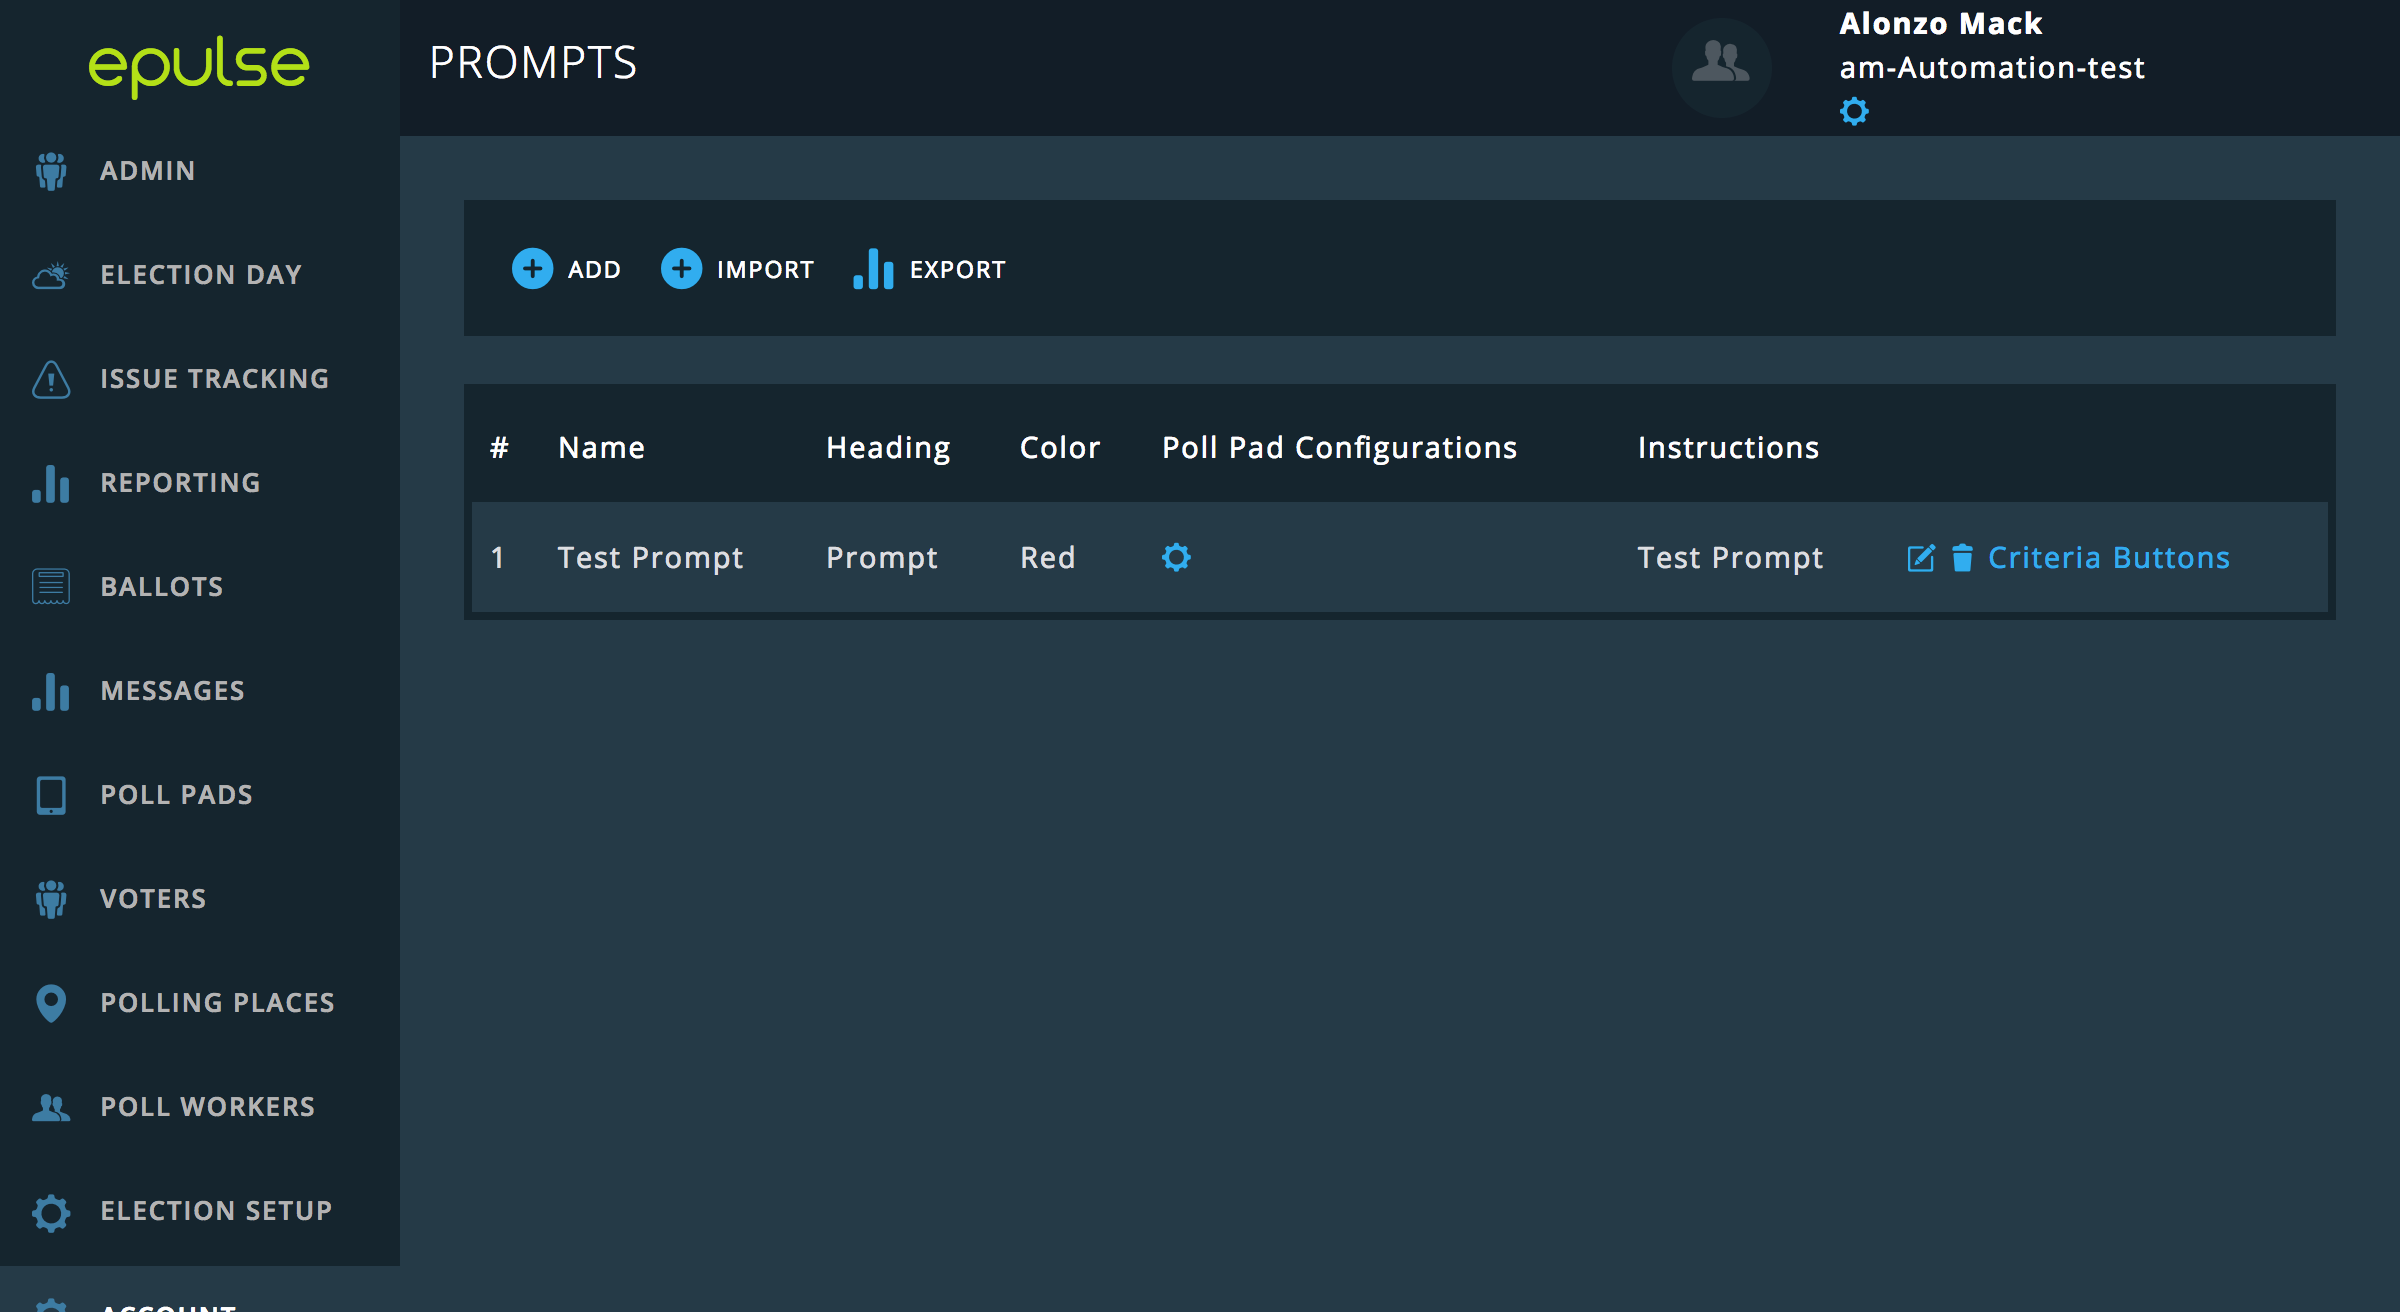 epulse
PROMPTS
Alonzo Mack
am-Automation-test
ADMIN
ELECTION DAY
ISSUE TRACKING
REPORTING
BALLOTS
MESSAGES
POLL PADS
VOTERS
POLLING PLACES
POLL WORKERS
ELECTION SETUP
ACCOUNT
ADD IMPORT EXPORT
# Name Heading Color Poll Pad Configurations Instructions
1 Test Prompt Prompt Red Test Prompt Criteria Buttons